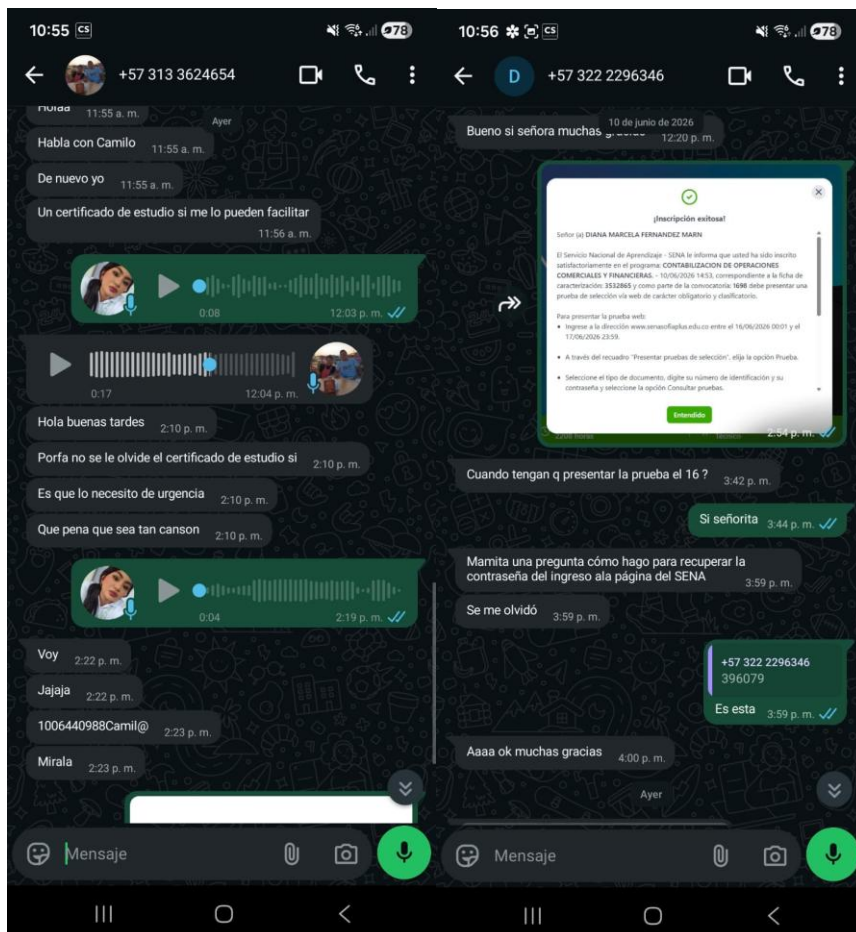 10:55 CS 78
+57 313 3624654
Holaa 11:55 a. m.
Ayer
Habla con Camilo 11:55 a. m.
De nuevo yo 11:55 a. m.
Un certificado de estudio si me lo pueden facilitar
11:56 a. m.
0:08 12:03 p. m.
0:17 12:04 p. m.
Hola buenas tardes 2:10 p. m.
Porfa no se le olvide el certificado de estudio si 2:10 p. m.
Es que lo necesito de urgencia 2:10 p. m.
Que pena que sea tan canson 2:10 p. m.
0:04 2:19 p. m.
Voy 2:22 p. m.
Jajaja 2:22 p. m.
1006440988Camil@ 2:23 p. m.
Mirala 2:23 p. m.
Mensaje
10:56 CS 78
D +57 322 2296346
10 de junio de 2026
Bueno si señora muchas 12:20 p. m.
¡Inscripción exitosa!
Señor (a) DIANA MARCELA FERNANDEZ MARN
El Servicio Nacional de Aprendizaje - SENA le informa que usted ha sido inscrito
satisfactoriamente en el programa: CONTABILIZACION DE OPERACIONES
COMERCIALES Y FINANCIERAS. - 10/06/2026 14:53, correspondiente a la ficha de
caracterización: 3532865 y como parte de la convocatoria: 1698 debe presentar una
prueba de selección vía web de carácter obligatorio y clasificatorio.
Para presentar la prueba web:
• Ingrese a la dirección www.senasofiaplus.edu.co entre el 16/06/2026 00:01 y el
17/06/2026 23:59.
• A través del recuadro "Presentar pruebas de selección", elija la opción Prueba.
• Seleccione el tipo de documento, digite su número de identificación y su
contraseña y seleccione la opción Consultar pruebas.
Entendido
2208 horas Técnico 2:54 p. m.
Cuando tengan q presentar la prueba el 16 ? 3:42 p. m.
Si señorita 3:44 p. m.
Mamita una pregunta cómo hago para recuperar la
contraseña del ingreso ala página del SENA 3:59 p. m.
Se me olvidó 3:59 p. m.
+57 322 2296346
396079
Es esta 3:59 p. m.
Aaaa ok muchas gracias 4:00 p. m.
Ayer
Mensaje